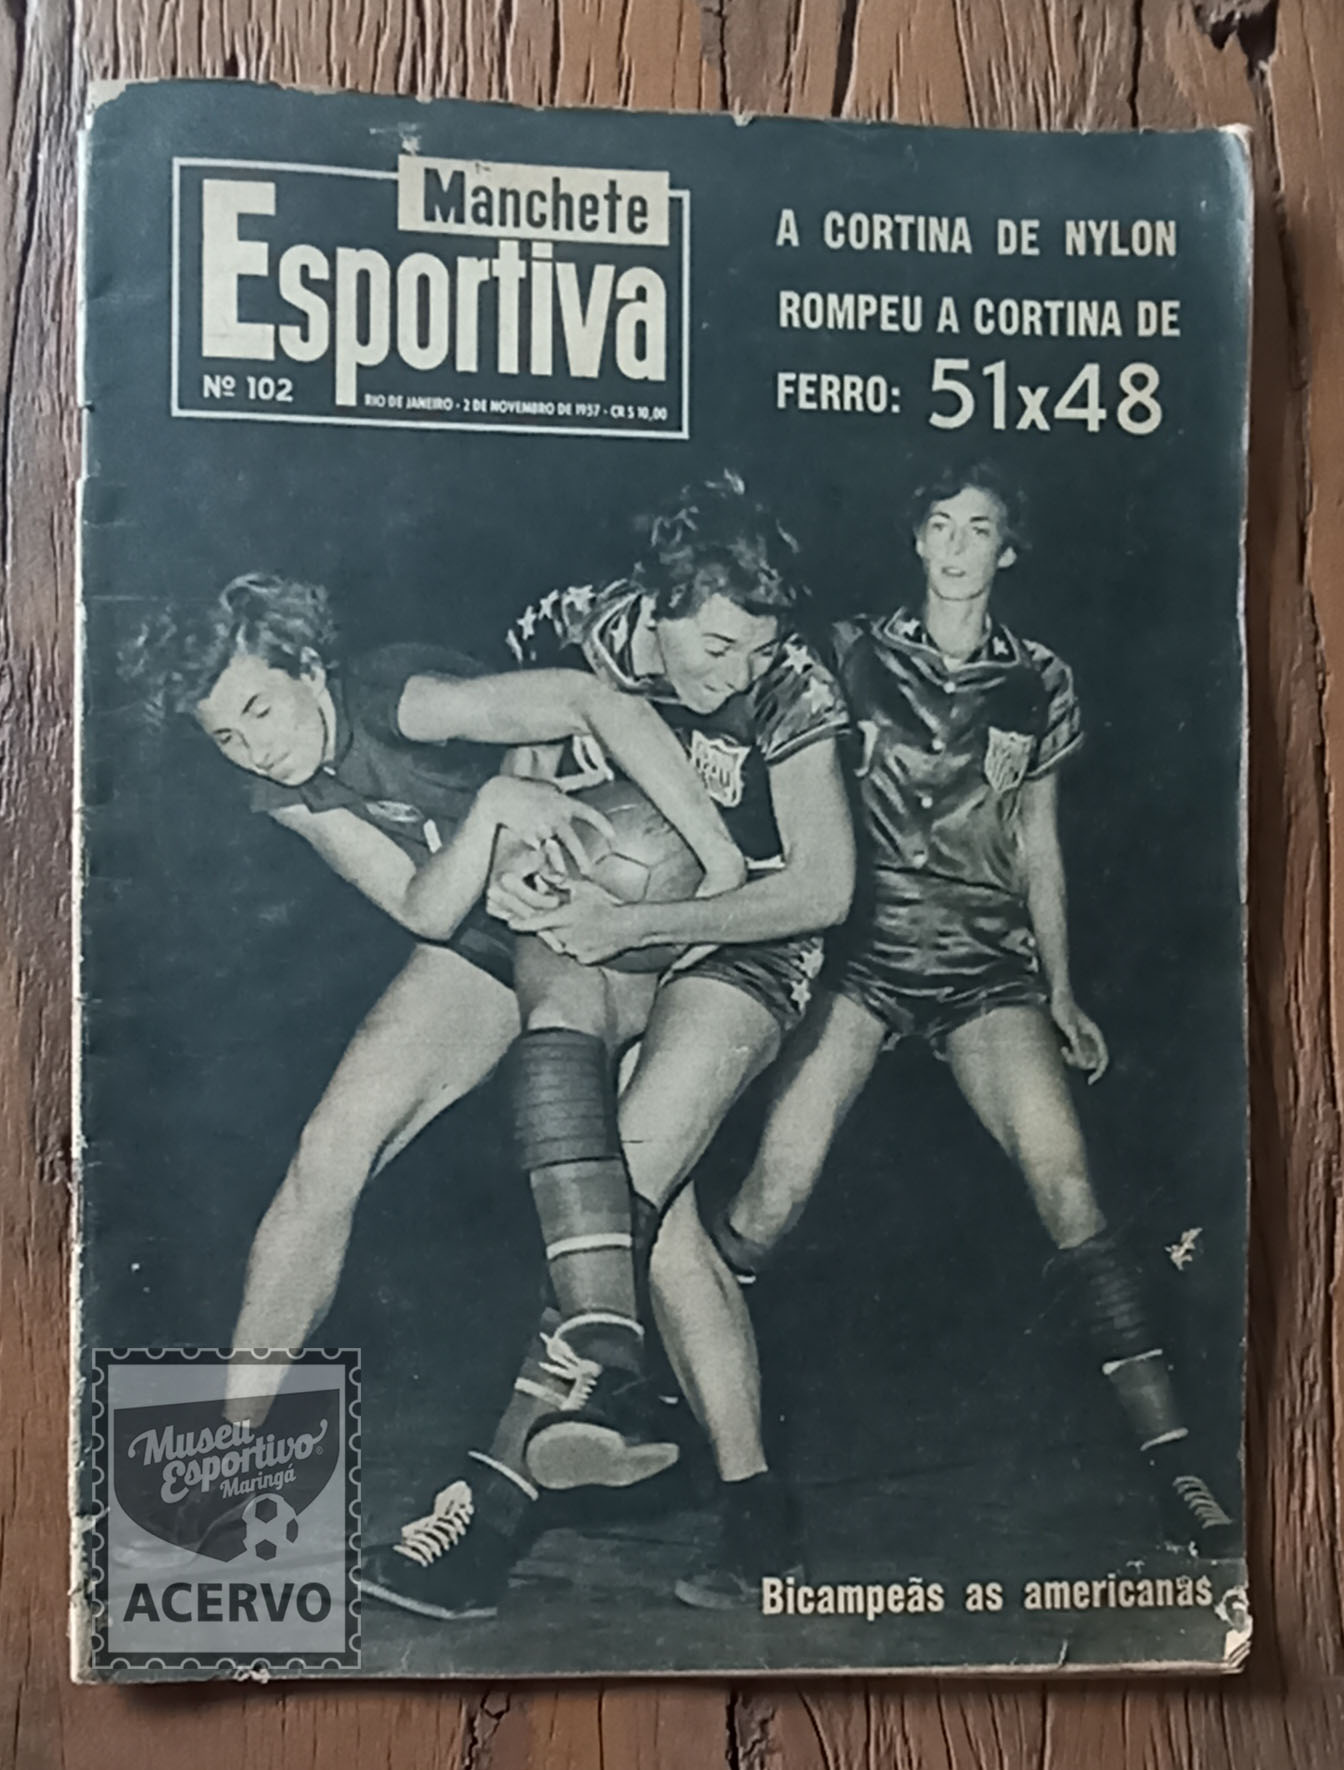 Manchete
Esportiva
Nº 102
RIO DE JANEIRO - 2 DE NOVEMBRO DE 1957 - CR $ 10,00
A CORTINA DE NYLON
ROMPEU A CORTINA DE
FERRO: 51x48
Bicampeãs as americanas
Museu
Esportivo®
Maringá
ACERVO